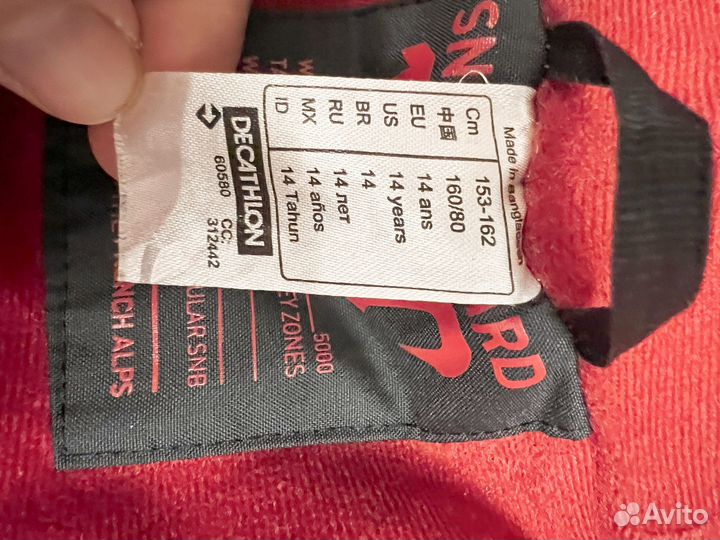 Made in Bangladesh
Cm 153-162
中國 160/80
EU 14 ans
US 14 years
BR 14
RU 14 лет
MX 14 años
ID 14 Tahun
DECATHLON
60580 CC:
312442
SN
ARD
5000
EY ZONES
ULAR SNB
ENCH ALPS
Avito